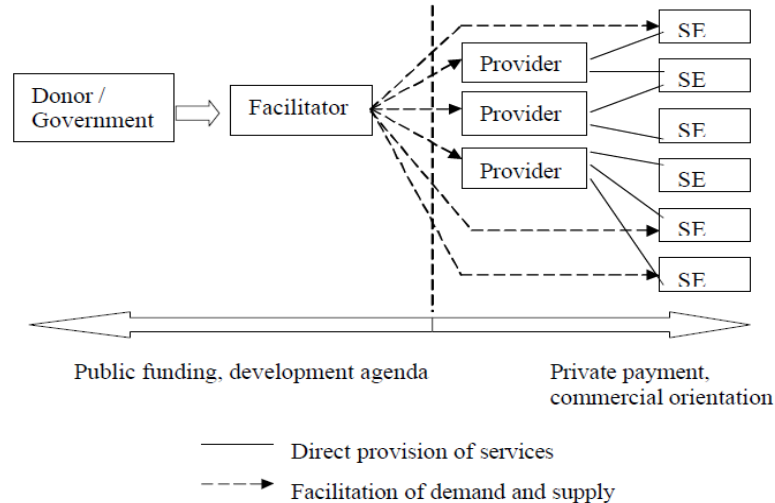 SE
Provider
SE
Donor /
Government
Facilitator
Provider
SE
Provider
SE
SE
SE
Public funding, development agenda
Private payment,
commercial orientation
Direct provision of services
Facilitation of demand and supply